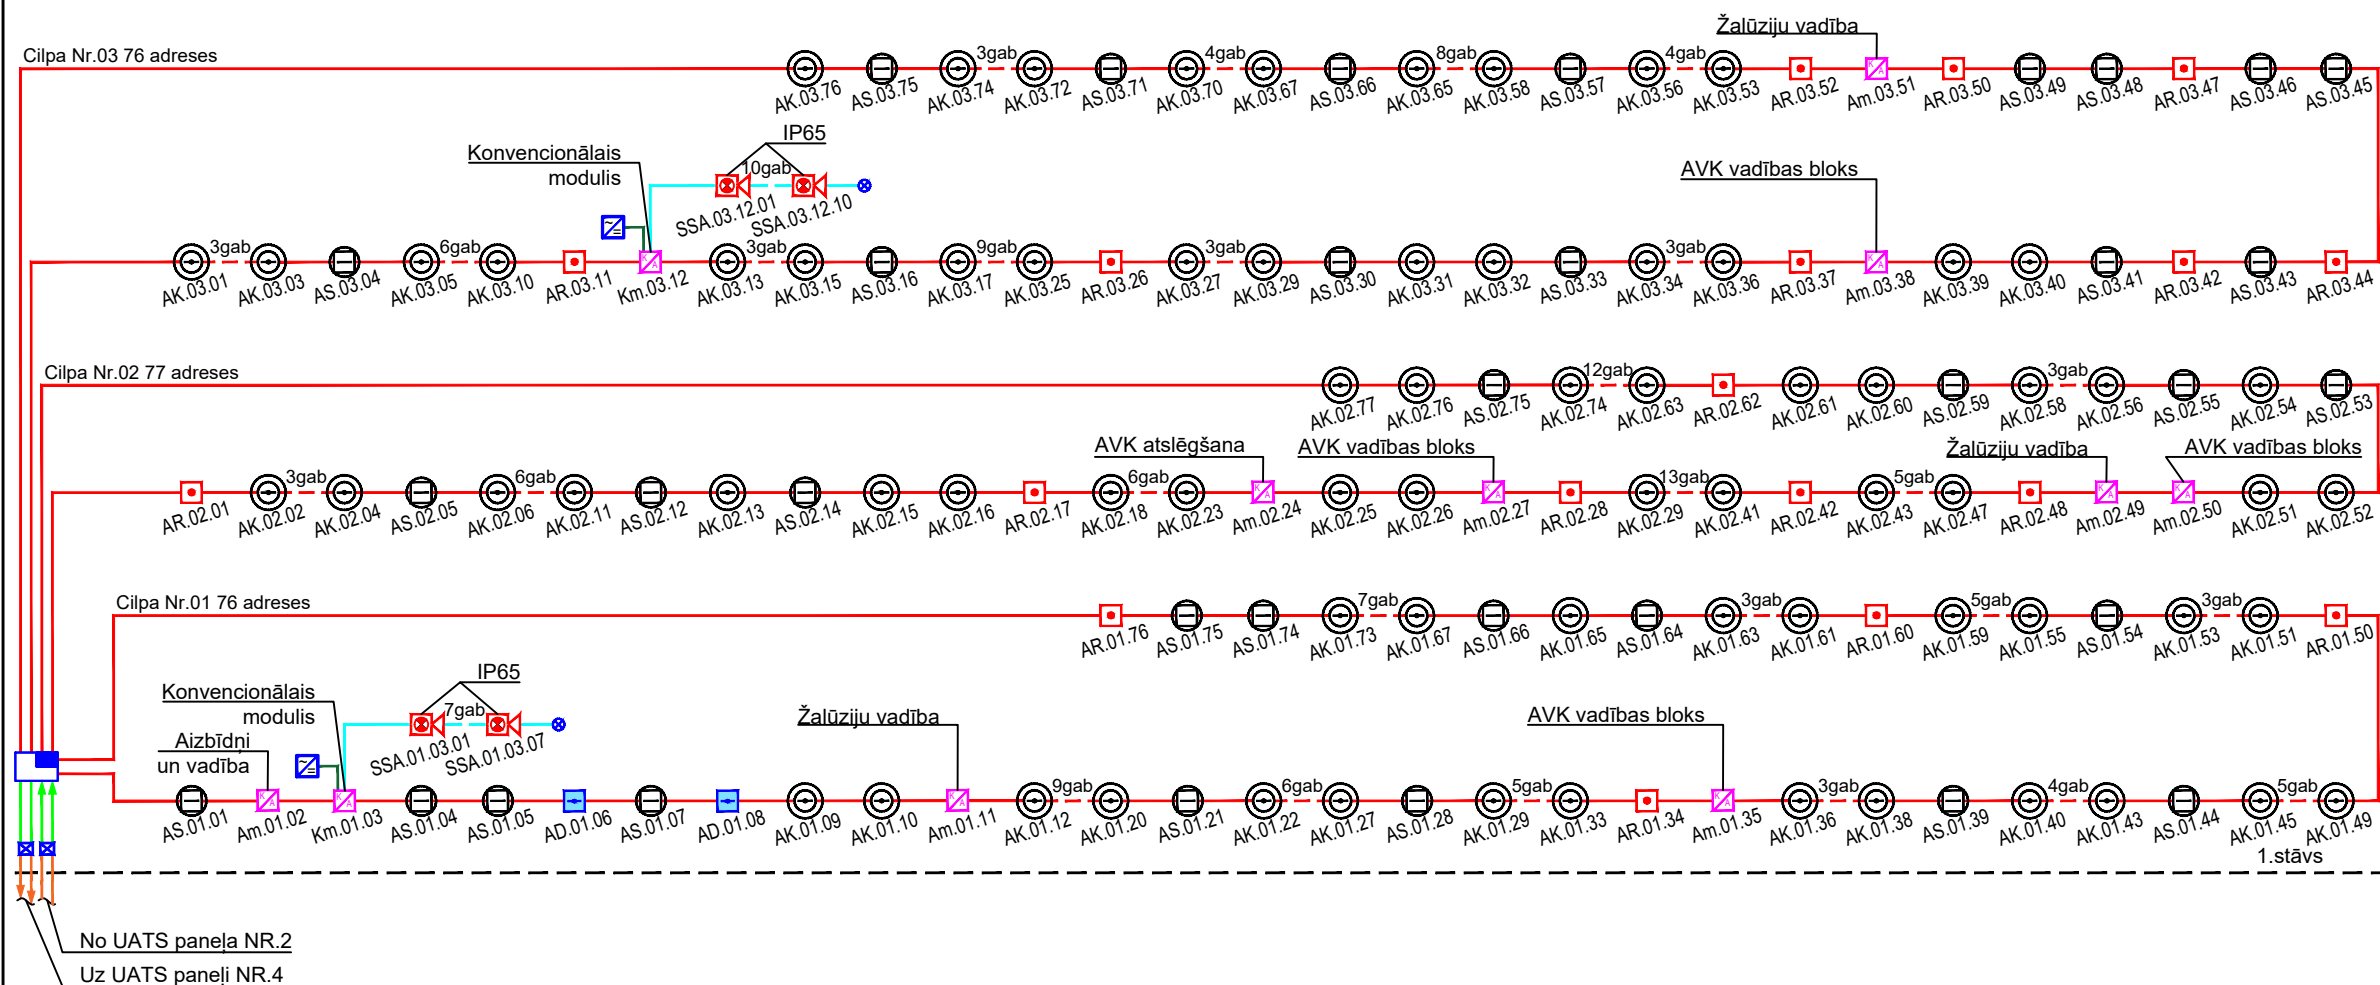 Žalūziju vadība
Cilpa Nr.03 76 adreses
3gab 4gab 8gab 4gab
AK.03.76 AS.03.75 AK.03.74 AK.03.72 AS.03.71 AK.03.70 AK.03.67 AS.03.66 AK.03.65 AK.03.58 AS.03.57 AK.03.56 AK.03.53 AR.03.52 Am.03.51 AR.03.50 AS.03.49 AS.03.48 AR.03.47 AS.03.46 AS.03.45
IP65
Konvencionālais
modulis
10gab
AVK vadības bloks
SSA.03.12.01 SSA.03.12.10
3gab 6gab 3gab 9gab 3gab 3gab
AK.03.01 AK.03.03 AS.03.04 AK.03.05 AK.03.10 AR.03.11 Km.03.12 AK.03.13 AK.03.15 AS.03.16 AK.03.17 AK.03.25 AR.03.26 AK.03.27 AK.03.29 AS.03.30 AK.03.31 AK.03.32 AS.03.33 AK.03.34 AK.03.36 AR.03.37 Am.03.38 AK.03.39 AK.03.40 AS.03.41 AR.03.42 AS.03.43 AR.03.44
Cilpa Nr.02 77 adreses
12gab 3gab
AK.02.77 AK.02.76 AS.02.75 AK.02.74 AK.02.63 AR.02.62 AK.02.61 AK.02.60 AS.02.59 AK.02.58 AK.02.56 AS.02.55 AK.02.54 AS.02.53
AVK atslēgšana AVK vadības bloks Žalūziju vadība AVK vadības bloks
3gab 6gab 6gab 13gab 5gab
AR.02.01 AK.02.02 AK.02.04 AS.02.05 AK.02.06 AK.02.11 AS.02.12 AK.02.13 AS.02.14 AK.02.15 AK.02.16 AR.02.17 AK.02.18 AK.02.23 Am.02.24 AK.02.25 AK.02.26 Am.02.27 AR.02.28 AK.02.29 AK.02.41 AR.02.42 AK.02.43 AK.02.47 AR.02.48 Am.02.49 Am.02.50 AK.02.51 AK.02.52
Cilpa Nr.01 76 adreses
7gab 3gab 5gab 3gab
AR.01.76 AS.01.75 AS.01.74 AK.01.73 AK.01.67 AS.01.66 AK.01.65 AS.01.64 AK.01.63 AK.01.61 AR.01.60 AK.01.59 AK.01.55 AS.01.54 AK.01.53 AK.01.51 AR.01.50
IP65
Konvencionālais
modulis
7gab
Žalūziju vadība
AVK vadības bloks
Aizbīdņi
un vadība
SSA.01.03.01 SSA.01.03.07
9gab 6gab 5gab 3gab 4gab 5gab
AS.01.01 Am.01.02 Km.01.03 AS.01.04 AS.01.05 AD.01.06 AS.01.07 AD.01.08 AK.01.09 AK.01.10 Am.01.11 AK.01.12 AK.01.20 AS.01.21 AK.01.22 AK.01.27 AS.01.28 AK.01.29 AK.01.33 AR.01.34 Am.01.35 AK.01.36 AK.01.38 AS.01.39 AK.01.40 AK.01.43 AS.01.44 AK.01.45 AK.01.49
1.stāvs
No UATS paneļa NR.2
Uz UATS paneļi NR.4